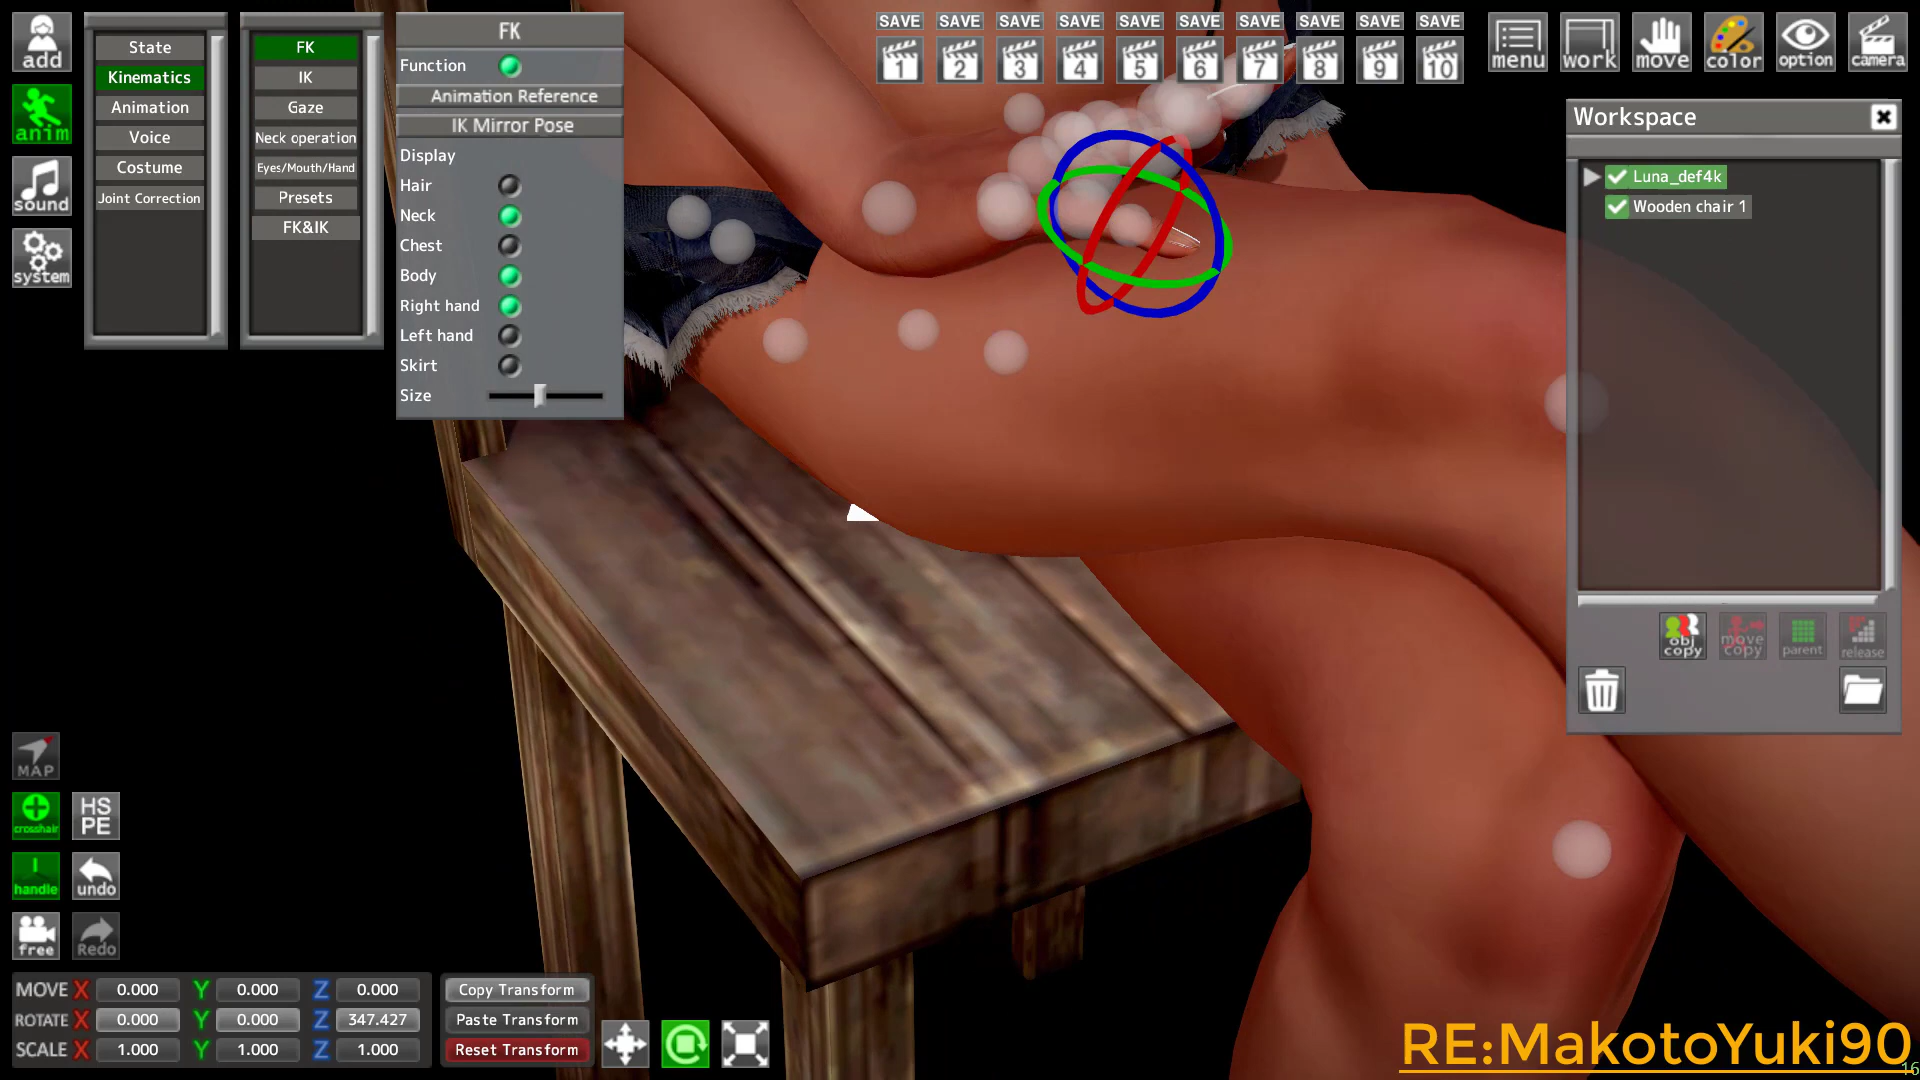 add
anim
sound
system
State
Kinematics
Animation
Voice
Costume
Joint Correction
FK
IK
Gaze
Neck operation
Eyes/Mouth/Hand
Presets
FK&IK
FK
Function
Animation Reference
IK Mirror Pose
Display
Hair
Neck
Chest
Body
Right hand
Left hand
Skirt
Size
SAVE SAVE SAVE SAVE SAVE SAVE SAVE SAVE SAVE SAVE
1 2 3 4 5 6 7 8 9 10
menu work move color option camera
Workspace
Luna_def4k
Wooden chair 1
obj copy
move copy
parent
release
MAP
crosshair
HS PE
handle
undo
free
Redo
MOVE X 0.000 Y 0.000 Z 0.000
ROTATE X 0.000 Y 0.000 Z 347.427
SCALE X 1.000 Y 1.000 Z 1.000
Copy Transform
Paste Transform
Reset Transform
RE:MakotoYuki90
16